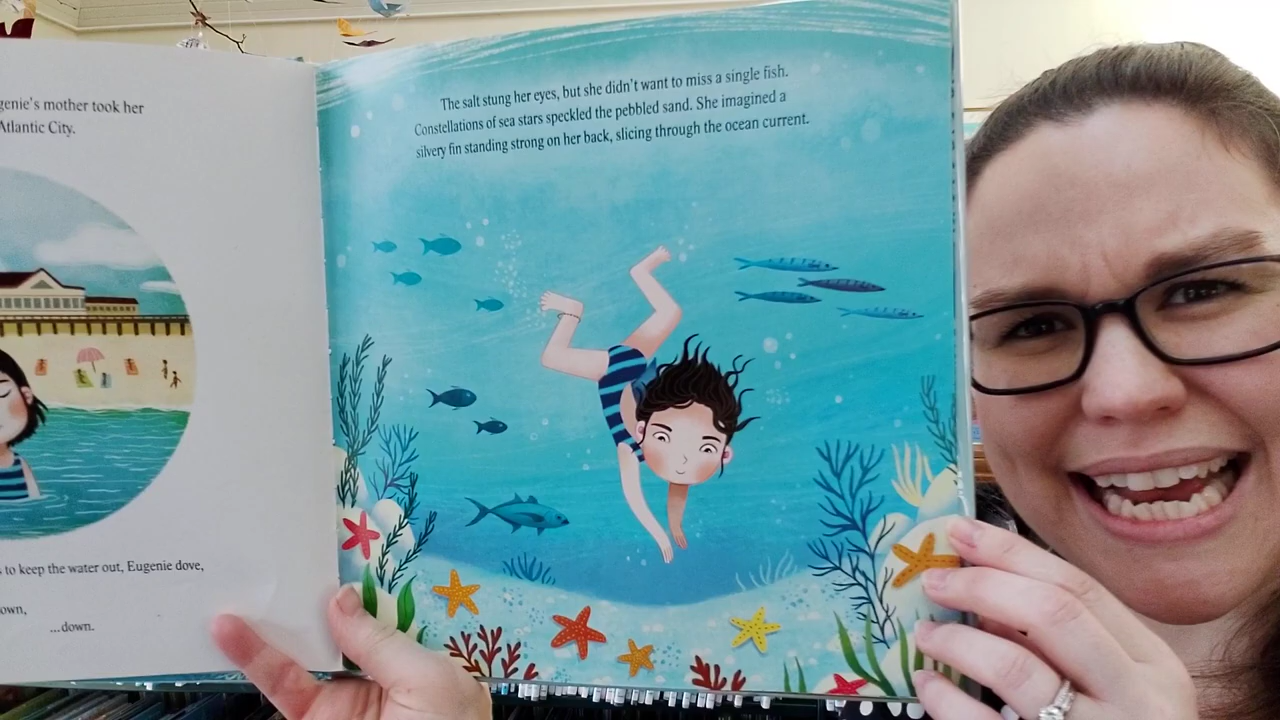 genie's mother took her
Atlantic City.
s to keep the water out, Eugenie dove,
own,
...down.
The salt stung her eyes, but she didn't want to miss a single fish.
Constellations of sea stars speckled the pebbled sand. She imagined a
silvery fin standing strong on her back, slicing through the ocean current.